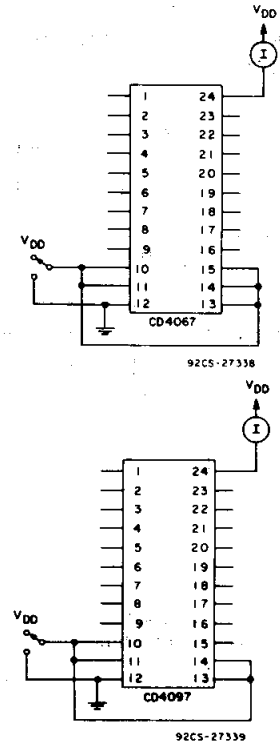 VDD
I
1 24
2 23
3 22
4 21
5 20
6 19
7 18
8 17
9 16
VDD
10 15
11 14
12 13
CD4067
92CS-27338
VDD
I
1 24
2 23
3 22
4 21
5 20
6 19
7 18
8 17
9 16
VDD
10 15
11 14
12 13
CD4097
92CS-27339